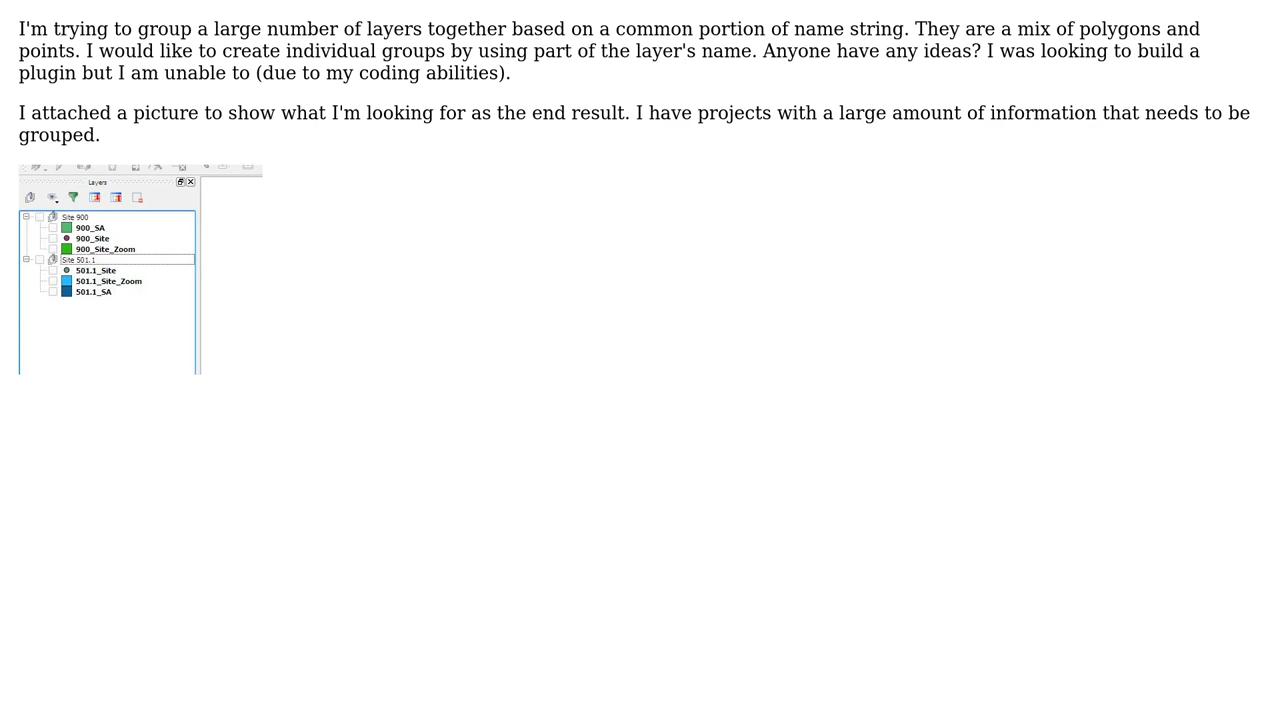 I'm trying to group a large number of layers together based on a common portion of name string. They are a mix of polygons and
points. I would like to create individual groups by using part of the layer's name. Anyone have any ideas? I was looking to build a
plugin but I am unable to (due to my coding abilities).
I attached a picture to show what I'm looking for as the end result. I have projects with a large amount of information that needs to be
grouped.
Layers
Site 900
900_SA
900_Site
900_Site_Zoom
Site 501.1
501.1_Site
501.1_Site_Zoom
501.1_SA